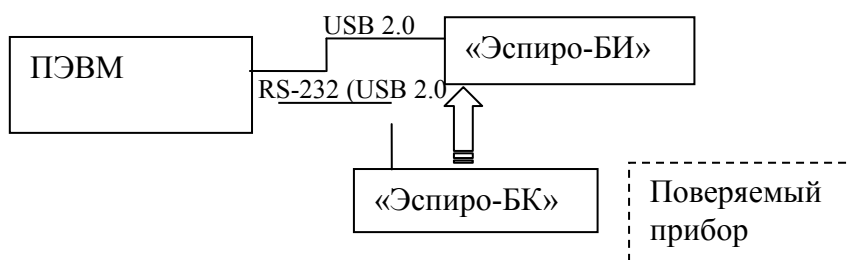 USB 2.0
ПЭВМ
«Эспиро-БИ»
RS-232 (USB 2.0
«Эспиро-БК»
Поверяемый
прибор